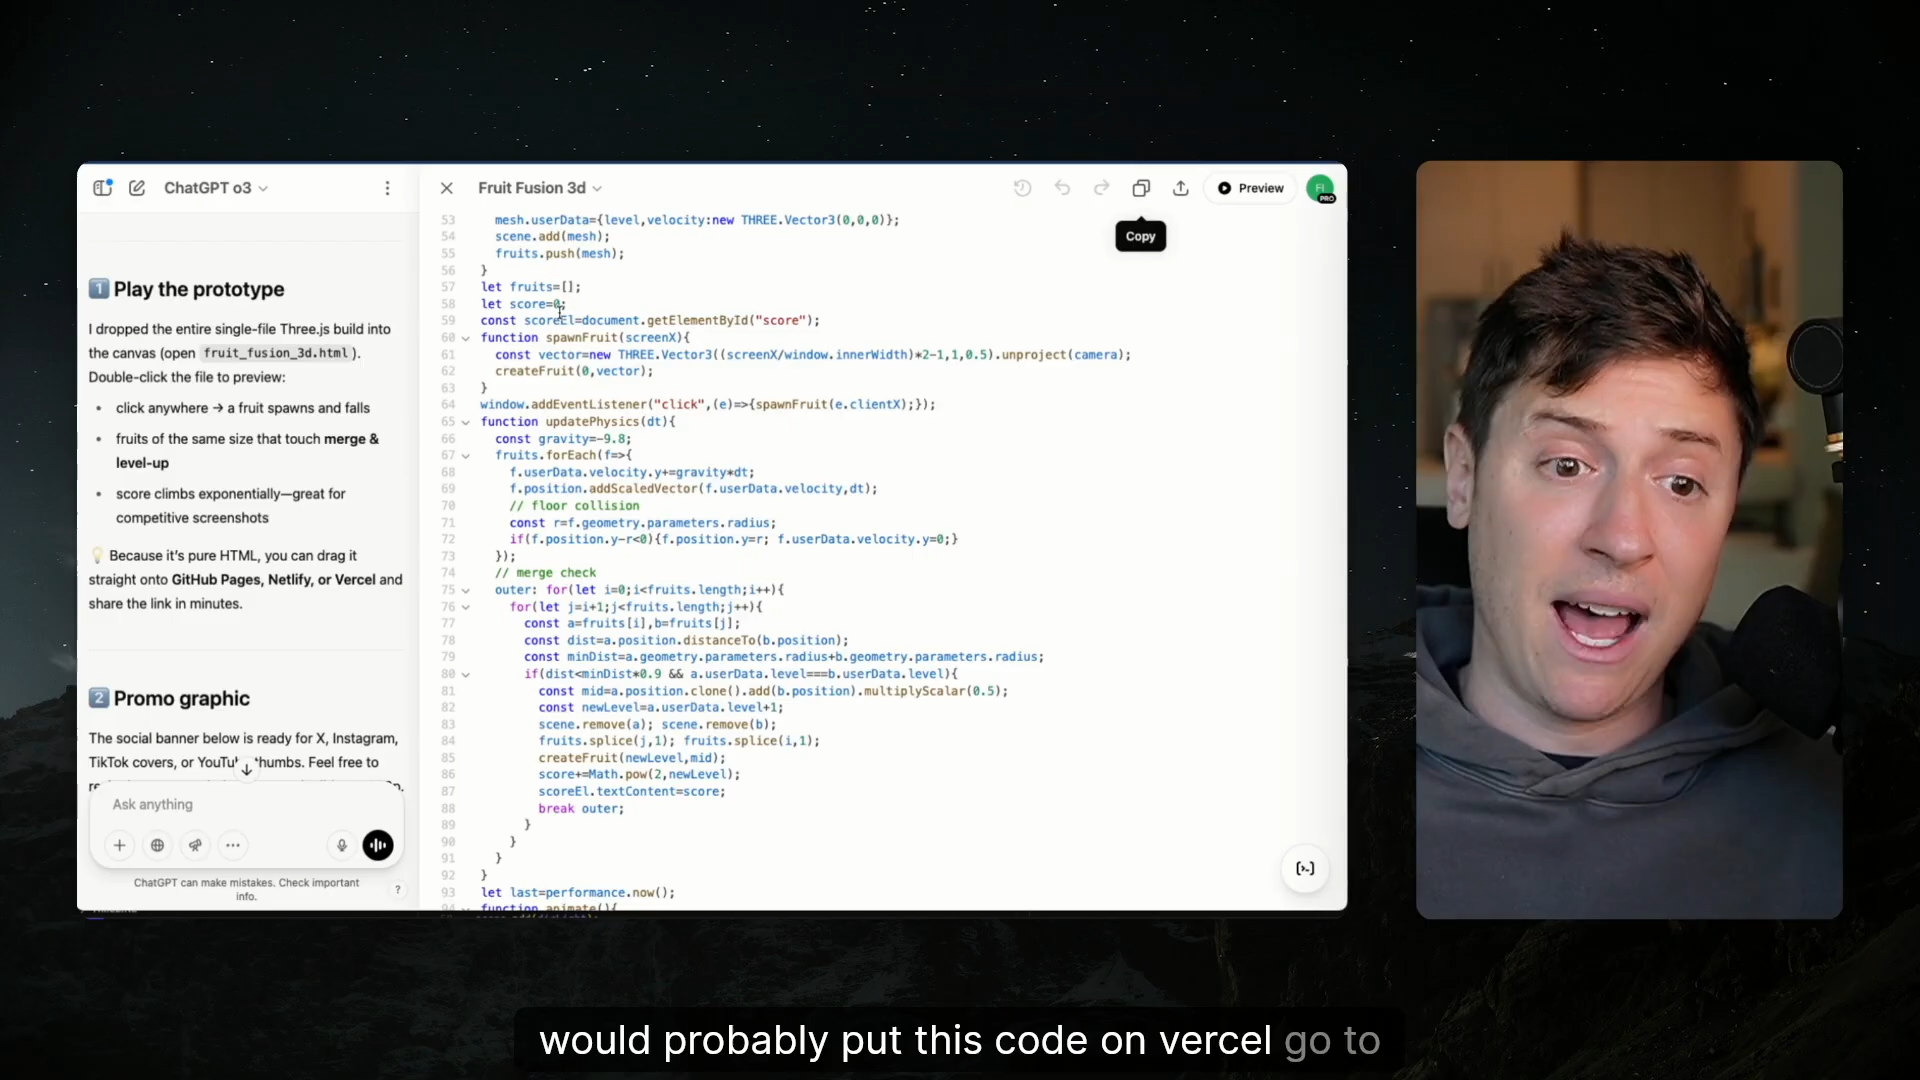 ChatGPT o3
1 Play the prototype
I dropped the entire single-file Three.js build into
the canvas (open fruit_fusion_3d.html).
Double-click the file to preview:
• click anywhere → a fruit spawns and falls
• fruits of the same size that touch merge &
level-up
• score climbs exponentially—great for
competitive screenshots
💡 Because it's pure HTML, you can drag it
straight onto GitHub Pages, Netlify, or Vercel and
share the link in minutes.
2 Promo graphic
The social banner below is ready for X, Instagram,
TikTok covers, or thumbs. Feel free to
Ask anything
ChatGPT can make mistakes. Check important
info.
?
Fruit Fusion 3d
Preview
FI
PRO
Copy
53 mesh.userData={level,velocity:new THREE.Vector3(0,0,0)};
54 scene.add(mesh);
55 fruits.push(mesh);
56 }
57 let fruits=[];
58 let score=0;
59 const scoreEl=document.getElementById("score");
60 function spawnFruit(screenX){
61 const vector=new THREE.Vector3((screenX/window.innerWidth)*2-1,1,0.5).unproject(camera);
62 createFruit(0,vector);
63 }
64 window.addEventListener("click",(e)=>{spawnFruit(e.clientX);});
65 function updatePhysics(dt){
66 const gravity=-9.8;
67 fruits.forEach(f=>{
68 f.userData.velocity.y+=gravity*dt;
69 f.position.addScaledVector(f.userData.velocity,dt);
70 // floor collision
71 const r=f.geometry.parameters.radius;
72 if(f.position.y-r<0){f.position.y=r; f.userData.velocity.y=0;}
73 });
74 // merge check
75 outer: for(let i=0;i<fruits.length;i++){
76 for(let j=i+1;j<fruits.length;j++){
77 const a=fruits[i],b=fruits[j];
78 const dist=a.position.distanceTo(b.position);
79 const minDist=a.geometry.parameters.radius+b.geometry.parameters.radius;
80 if(dist<minDist*0.9 && a.userData.level===b.userData.level){
81 const mid=a.position.clone().add(b.position).multiplyScalar(0.5);
82 const newLevel=a.userData.level+1;
83 scene.remove(a); scene.remove(b);
84 fruits.splice(j,1); fruits.splice(i,1);
85 createFruit(newLevel,mid);
86 score+=Math.pow(2,newLevel);
87 scoreEl.textContent=score;
88 break outer;
89 }
90 }
91 }
92 }
93 let last=performance.now();
94 function animate(){
would probably put this code on vercel go to